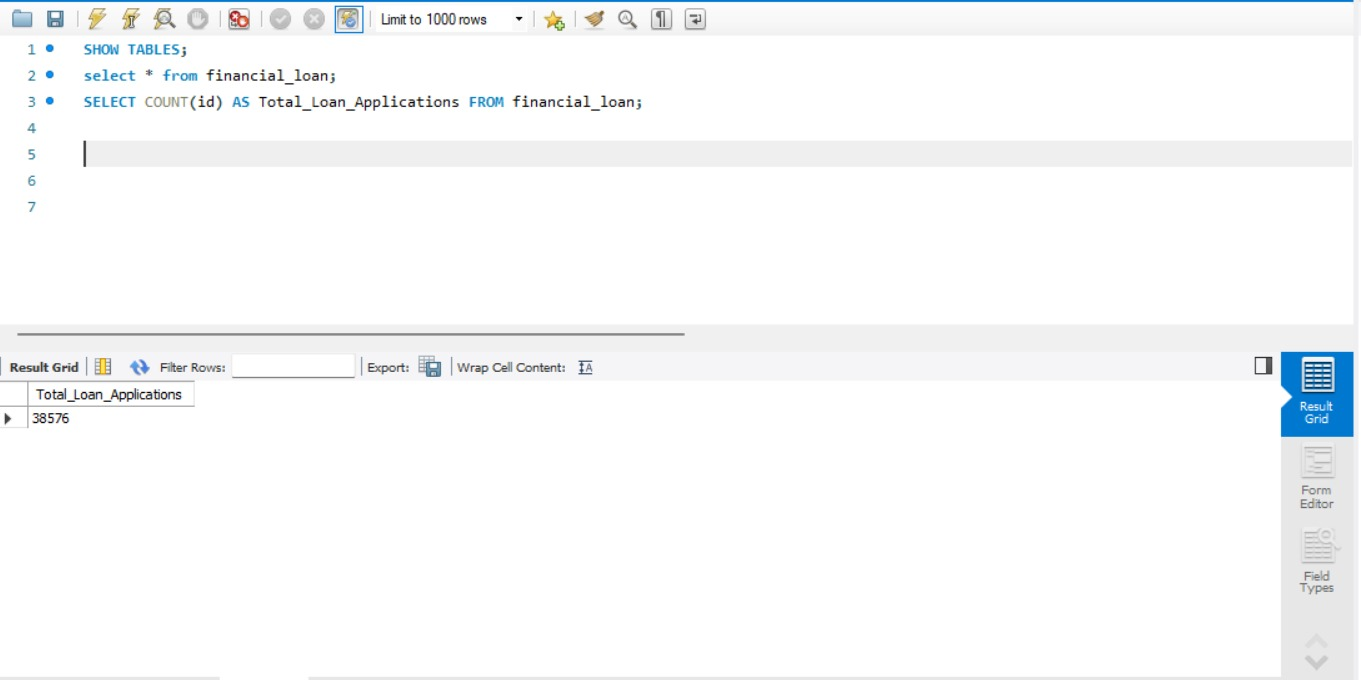 Limit to 1000 rows
1 SHOW TABLES;
2 select * from financial_loan;
3 SELECT COUNT(id) AS Total_Loan_Applications FROM financial_loan;
4
5
6
7
Result Grid Filter Rows: Export: Wrap Cell Content: IA
Total_Loan_Applications
38576
Result
Grid
Form
Editor
Field
Types